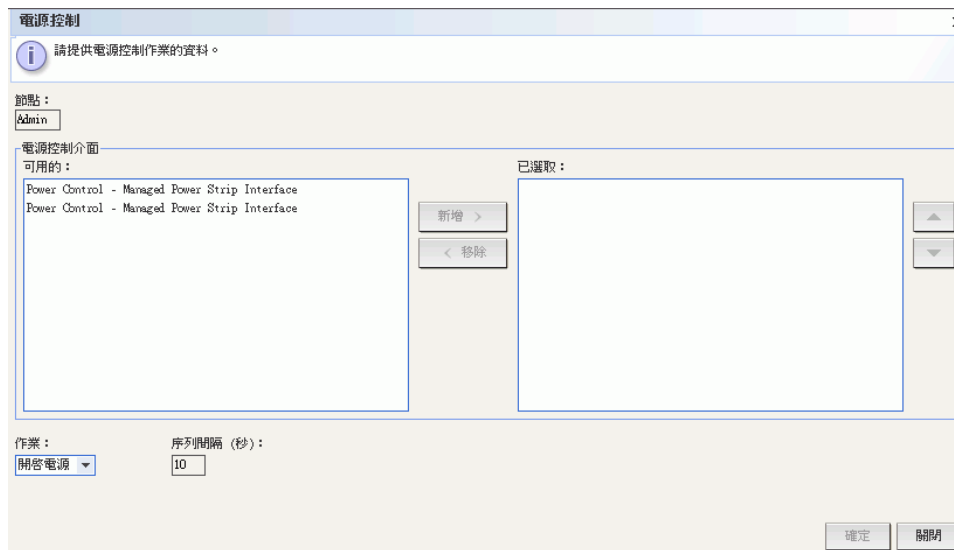 電源控制
請提供電源控制作業的資料。
節點：
Admin
電源控制介面
可用的：
已選取：
Power Control - Managed Power Strip Interface
Power Control - Managed Power Strip Interface
新增 >
< 移除
作業：
序列間隔 (秒)：
開啓電源
10
確定
關閉